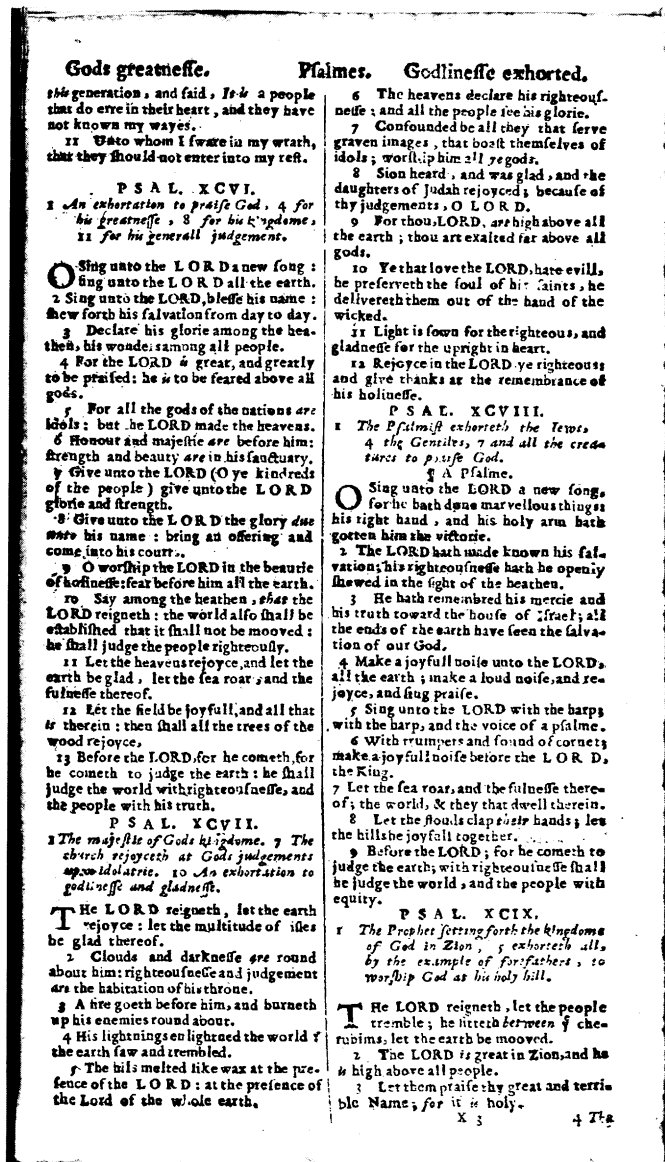 Gods greatnesse. Psalmes. Godlinesse exhorted.
this generation, and said, It is a people
that do erre in their heart, and they have
not known my wayes.
11 Unto whom I sware in my wrath,
that they should not enter into my rest.
PSAL. XCVI.
1 An exhortation to praise God, 4 for
his greatnesse, 8 for his kingdome,
11 for his generall judgement.
O Sing unto the LORD a new song:
sing unto the LORD all the earth.
2 Sing unto the LORD, blesse his name:
shew forth his salvation from day to day.
3 Declare his glorie among the hea-
then, his wonders among all people.
4 For the LORD is great, and greatly
to be praised: he is to be feared above all
gods.
5 For all the gods of the nations are
idols: but the LORD made the heavens.
6 Honour and majestie are before him:
strength and beauty are in his sanctuary.
7 Give unto the LORD (O ye kindreds
of the people) give unto the LORD
glorie and strength.
8 Give unto the LORD the glory due
unto his name: bring an offering and
come into his courts.
9 O worship the LORD in the beautie
of holinesse: fear before him all the earth.
10 Say among the heathen, that the
LORD reigneth: the world also shall be
established that it shall not be mooved:
he shall judge the people righteously.
11 Let the heavens rejoyce, and let the
earth be glad, let the sea roar, and the
fulnesse thereof.
12 Let the field be joyfull, and all that
is therein: then shall all the trees of the
wood rejoyce,
13 Before the LORD, for he cometh, for
he cometh to judge the earth: he shall
judge the world with righteousnesse, and
the people with his truth.
PSAL. XCVII.
1 The majestie of Gods kingdome. 7 The
church rejoyceth at Gods judgements
upon idolatrie. 10 An exhortation to
godlinesse and gladnesse.
THe LORD reigneth, let the earth
rejoyce: let the multitude of isles
be glad thereof.
2 Clouds and darknesse are round
about him: righteousnesse and judgement
are the habitation of his throne.
3 A fire goeth before him, and burneth
up his enemies round about.
4 His lightnings enlightned the world:
the earth saw and trembled.
5 The hils melted like wax at the pre-
sence of the LORD: at the presence of
the Lord of the whole earth.
6 The heavens declare his righteous-
nesse: and all the people see his glorie.
7 Confounded be all they that serve
graven images, that boast themselves of
idols; worship him all ye gods.
8 Sion heard, and was glad, and the
daughters of Judah rejoyced; because of
thy judgements, O LORD.
9 For thou, LORD, are high above all
the earth; thou art exalted far above all
gods.
10 Ye that love the LORD, hate evill,
he preserveth the soul of his saints, he
delivereth them out of the hand of the
wicked.
11 Light is sown for the righteous, and
gladnesse for the upright in heart.
12 Rejoyce in the LORD ye righteous:
and give thanks at the remembrance of
his holinesse.
PSAL. XCVIII.
1 The Psalmist exhorteth the Iews,
4 the Gentiles, 7 and all the crea-
tures to praise God.
¶ A Psalme.
O Sing unto the LORD a new song,
for he hath done marvellous things:
his right hand, and his holy arm hath
gotten him the victorie.
2 The LORD hath made known his sal-
vation; his righteousnesse hath he openly
shewed in the sight of the heathen.
3 He hath remembred his mercie and
his truth toward the house of Israel; all
the ends of the earth have seen the salva-
tion of our God.
4 Make a joyfull noise unto the LORD,
all the earth; make a loud noise, and re-
joyce, and sing praise.
5 Sing unto the LORD with the harp;
with the harp, and the voice of a psalme.
6 With trumpets and sound of cornet;
make a joyfull noise before the LORD,
the King.
7 Let the sea roar, and the fulnesse there-
of; the world, & they that dwell therein.
8 Let the flouds clap their hands; let
the hills be joyfall together.
9 Before the LORD; for he cometh to
judge the earth; with righteousnesse shall
he judge the world, and the people with
equity.
PSAL. XCIX.
1 The Prophet setting forth the kingdome
of God in Zion, 5 exhorteth all,
by the example of forefathers, to
worship God at his holy hill.
THe LORD reigneth, let the people
tremble; he sitteth between ye che-
rubims, let the earth be mooved.
2 The LORD is great in Zion, and he
is high above all people.
3 Let them praise thy great and terri-
ble Name; for it is holy.
X 3 4 The